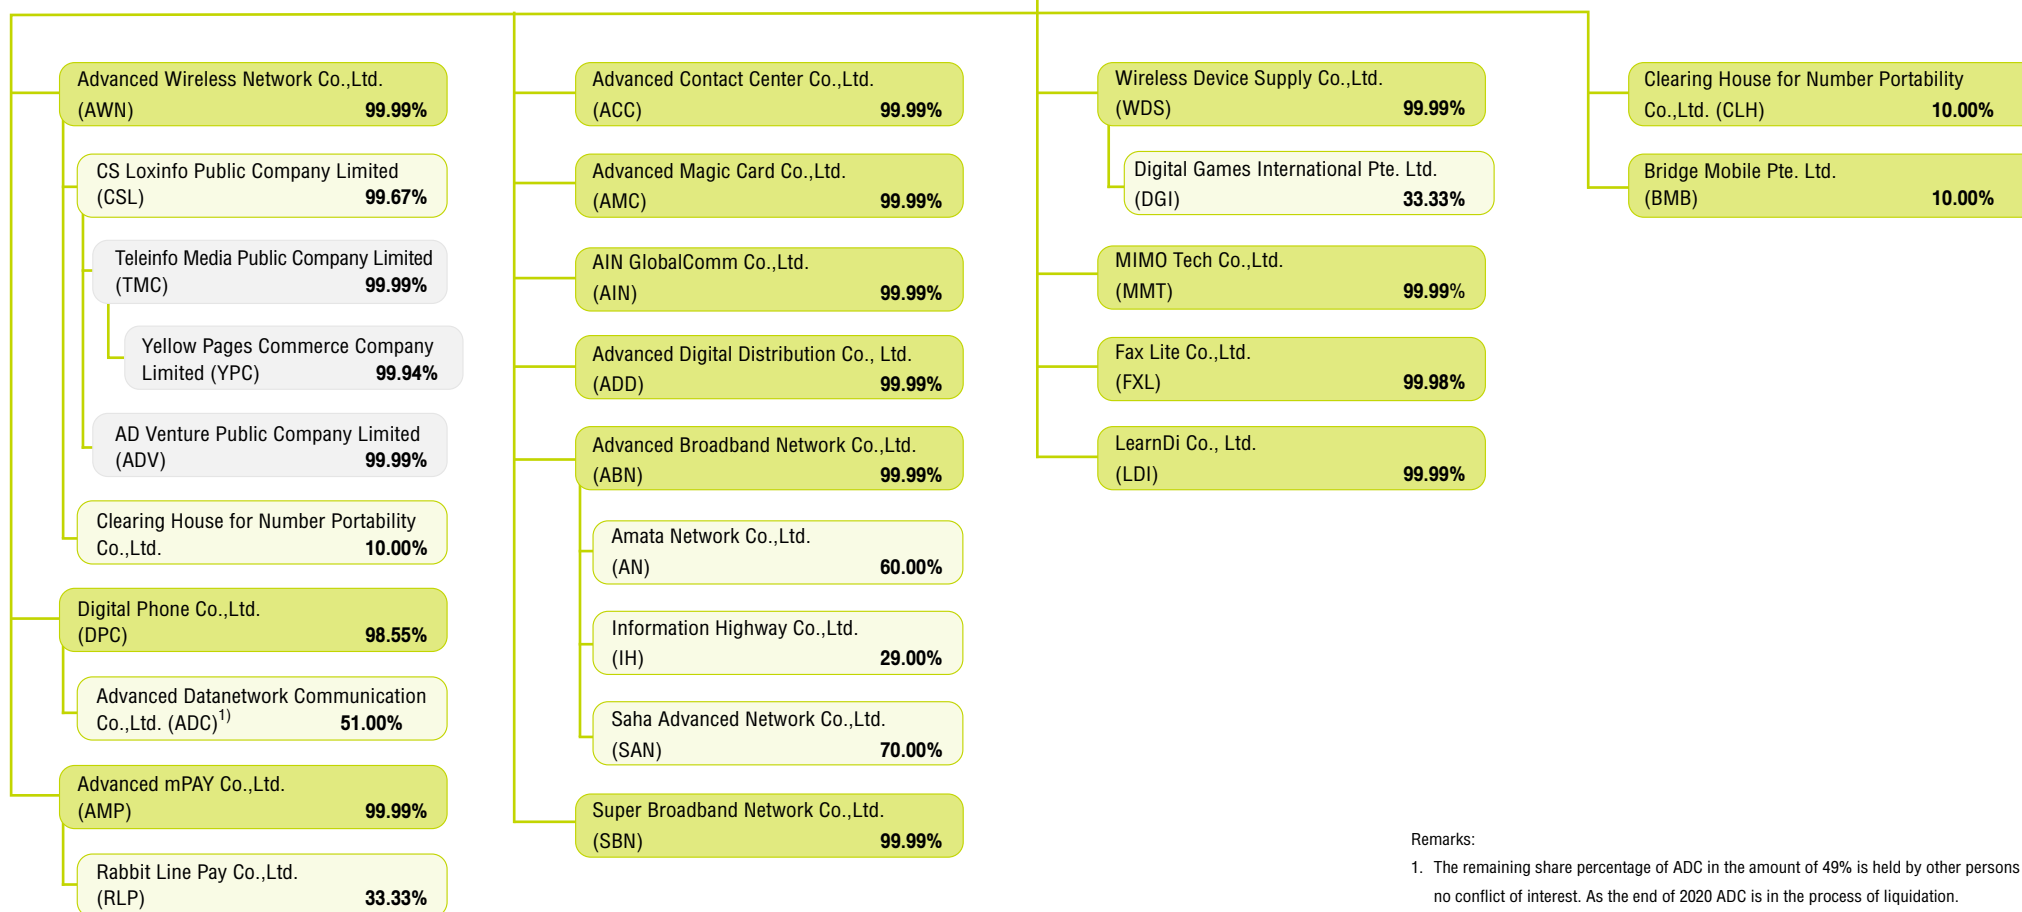 Advanced Wireless Network Co.,Ltd.
(AWN) 99.99%
CS Loxinfo Public Company Limited
(CSL) 99.67%
Teleinfo Media Public Company Limited
(TMC) 99.99%
Yellow Pages Commerce Company
Limited (YPC) 99.94%
AD Venture Public Company Limited
(ADV) 99.99%
Clearing House for Number Portability
Co.,Ltd. 10.00%
Digital Phone Co.,Ltd.
(DPC) 98.55%
Advanced Datanetwork Communication
Co.,Ltd. (ADC)1) 51.00%
Advanced mPAY Co.,Ltd.
(AMP) 99.99%
Rabbit Line Pay Co.,Ltd.
(RLP) 33.33%
Advanced Contact Center Co.,Ltd.
(ACC) 99.99%
Advanced Magic Card Co.,Ltd.
(AMC) 99.99%
AIN GlobalComm Co.,Ltd.
(AIN) 99.99%
Advanced Digital Distribution Co., Ltd.
(ADD) 99.99%
Advanced Broadband Network Co.,Ltd.
(ABN) 99.99%
Amata Network Co.,Ltd.
(AN) 60.00%
Information Highway Co.,Ltd.
(IH) 29.00%
Saha Advanced Network Co.,Ltd.
(SAN) 70.00%
Super Broadband Network Co.,Ltd.
(SBN) 99.99%
Wireless Device Supply Co.,Ltd.
(WDS) 99.99%
Digital Games International Pte. Ltd.
(DGI) 33.33%
MIMO Tech Co.,Ltd.
(MMT) 99.99%
Fax Lite Co.,Ltd.
(FXL) 99.98%
LearnDi Co., Ltd.
(LDI) 99.99%
Clearing House for Number Portability
Co.,Ltd. (CLH) 10.00%
Bridge Mobile Pte. Ltd.
(BMB) 10.00%
Remarks:
1. The remaining share percentage of ADC in the amount of 49% is held by other persons
no conflict of interest. As the end of 2020 ADC is in the process of liquidation.